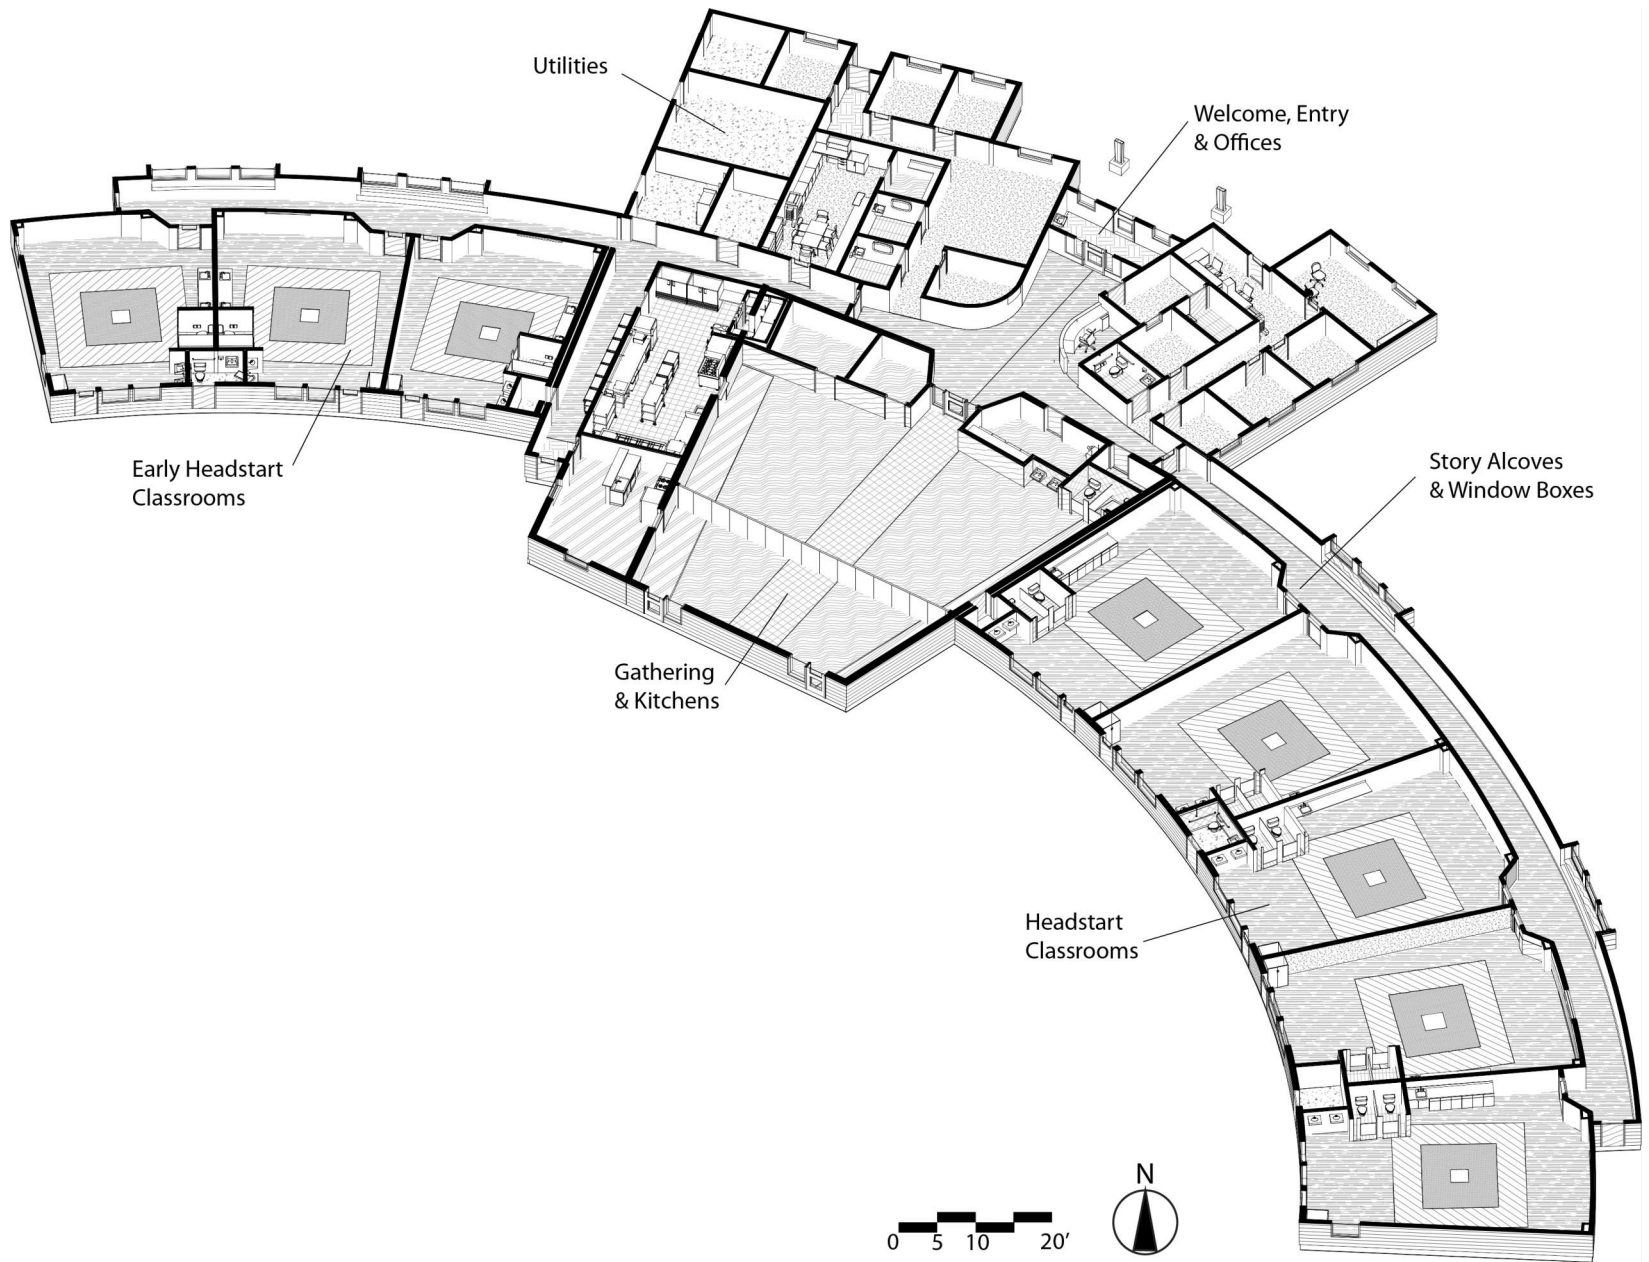 Utilities
Welcome, Entry
& Offices
Early Headstart
Classrooms
Story Alcoves
& Window Boxes
Gathering
& Kitchens
Headstart
Classrooms
N
0 5 10 20'